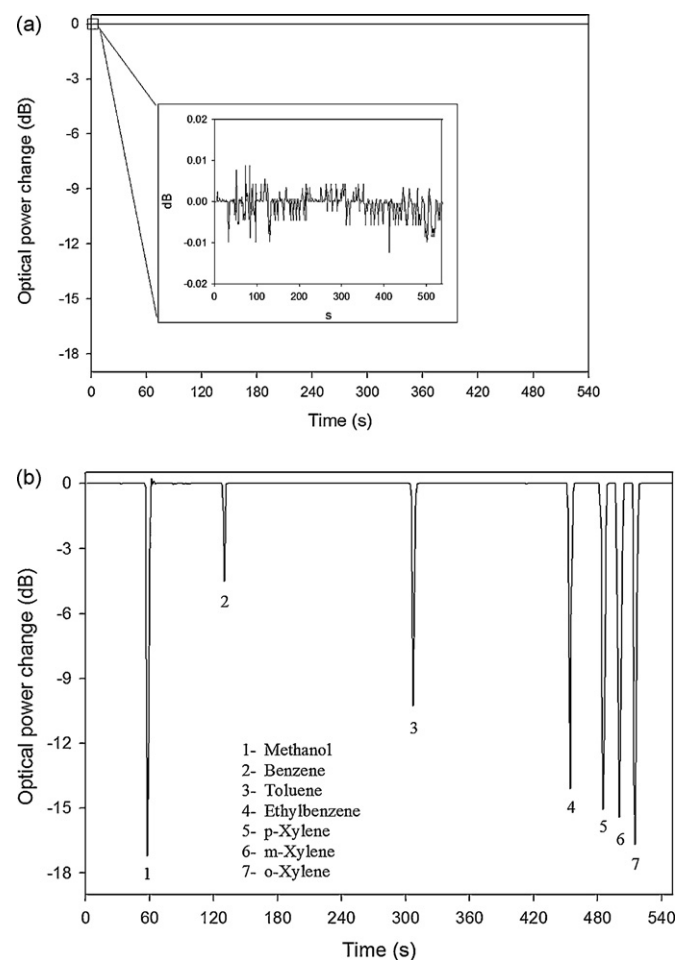 (a)
0
-3
-6
-9
-12
-15
-18
Optical power change (dB)
0.02
0.01
0.00
-0.01
-0.02
dB
0 100 200 300 400 500
s
0 60 120 180 240 300 360 420 480 540
Time (s)
(b)
0
-3
-6
-9
-12
-15
-18
Optical power change (dB)
1
2
3
4
5
6
7
1- Methanol
2- Benzene
3- Toluene
4- Ethylbenzene
5- p-Xylene
6- m-Xylene
7- o-Xylene
0 60 120 180 240 300 360 420 480 540
Time (s)